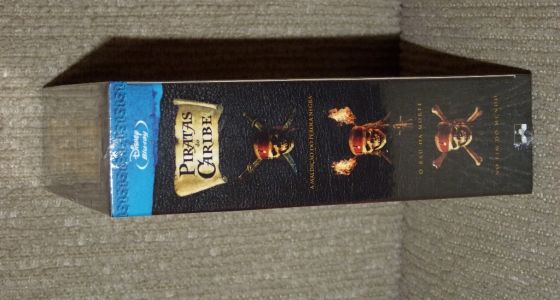 Disney
Blu-ray
PIRATAS
do
CARIBE
A MALDIÇÃO DO PÉROLA NEGRA
O BAÚ DA MORTE
NO FIM DO MUNDO